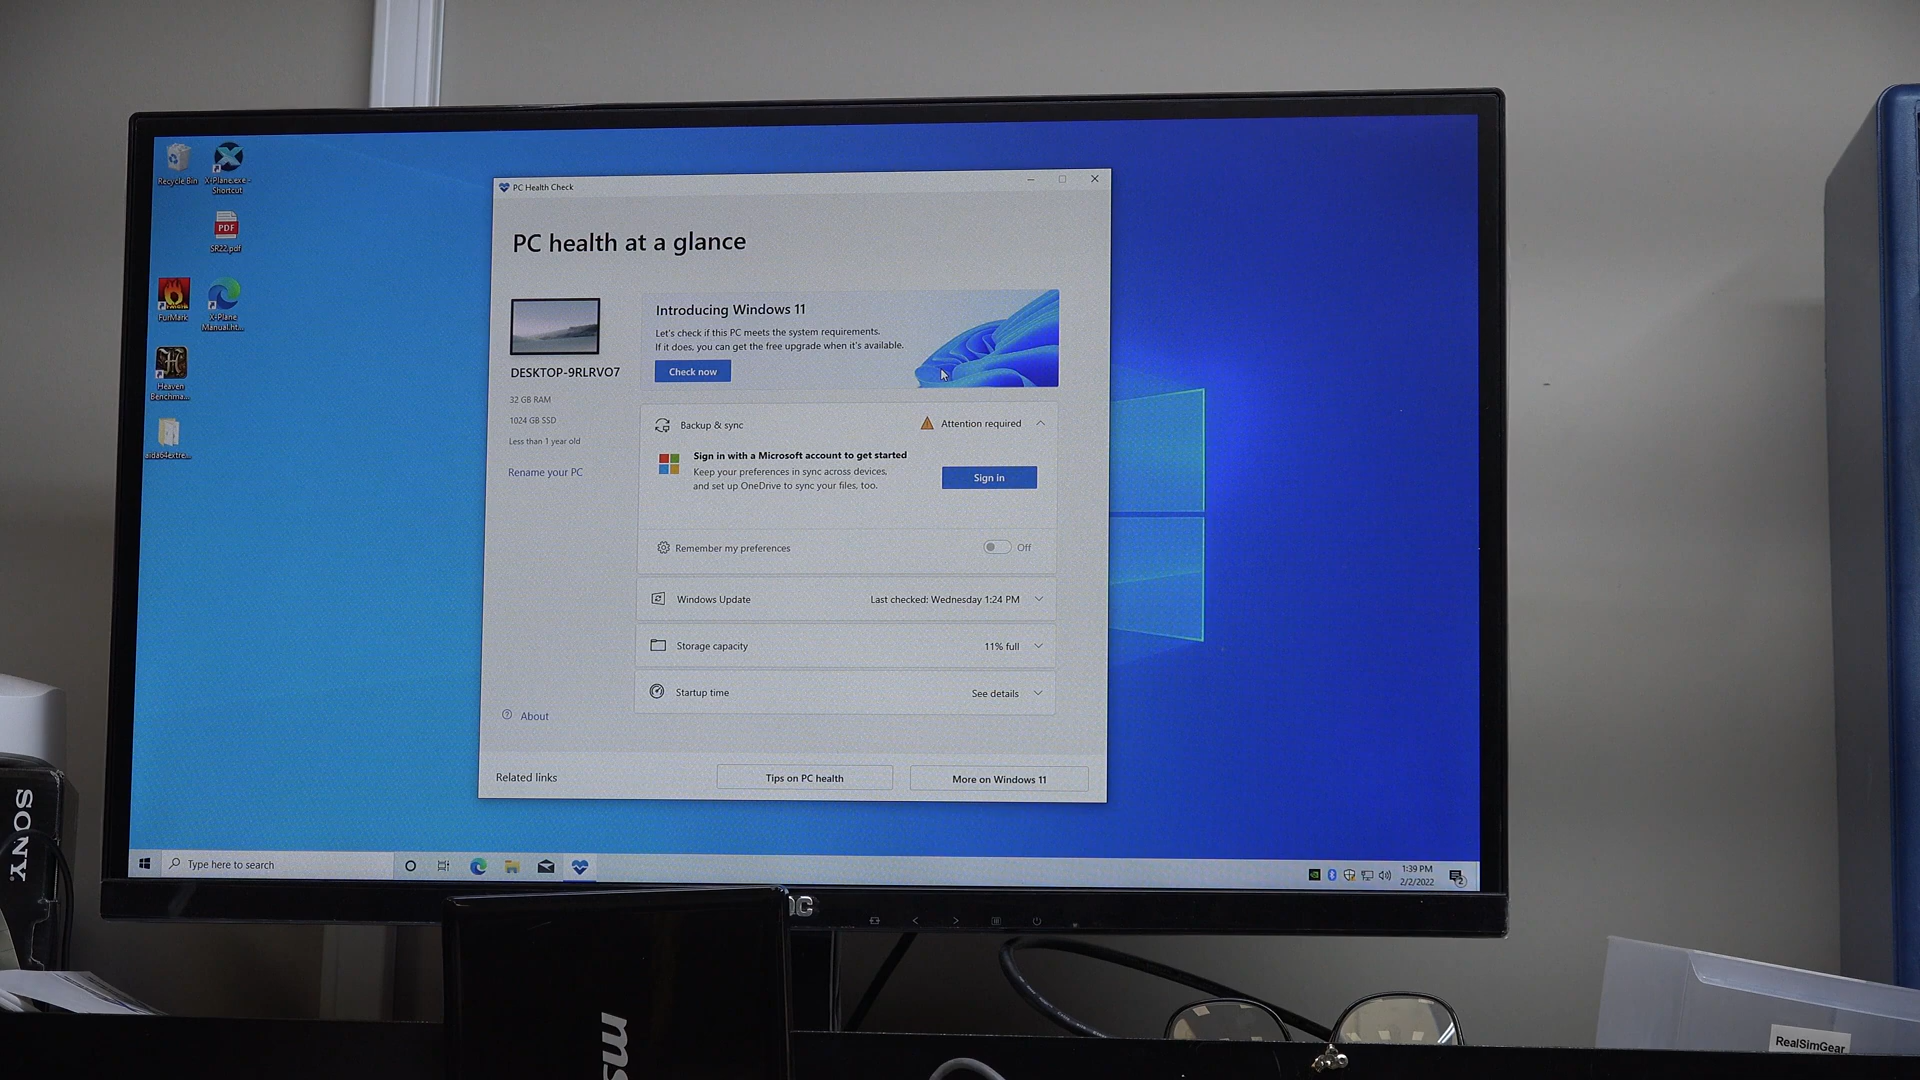 Recycle Bin
X-Plane.exe - Shortcut
PDF
SR22.pdf
FurMark
X-Plane Manual.ht...
Heaven Benchma...
aida64extre...
PC Health Check
PC health at a glance
DESKTOP-9RLRVO7
32 GB RAM
1024 GB SSD
Less than 1 year old
Rename your PC
Introducing Windows 11
Let's check if this PC meets the system requirements.
If it does, you can get the free upgrade when it's available.
Check now
Backup & sync
Attention required
Sign in with a Microsoft account to get started
Keep your preferences in sync across devices,
and set up OneDrive to sync your files, too.
Sign in
Remember my preferences
Off
Windows Update
Last checked: Wednesday 1:24 PM
Storage capacity
11% full
Startup time
See details
About
Related links
Tips on PC health
More on Windows 11
Type here to search
1:39 PM
2/2/2022
2
SONY
RealSimGear